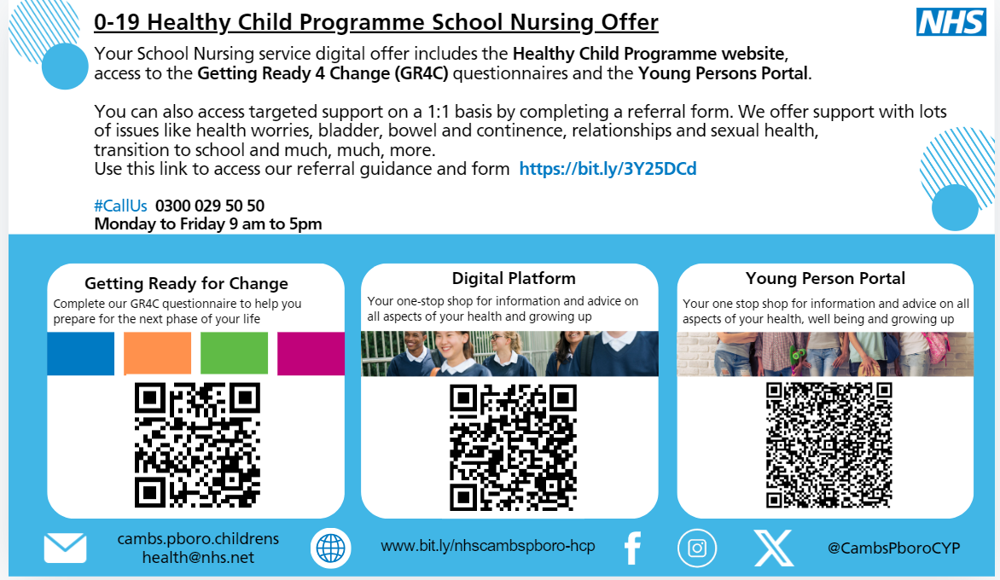 0-19 Healthy Child Programme School Nursing Offer
NHS
Your School Nursing service digital offer includes the Healthy Child Programme website,
access to the Getting Ready 4 Change (GR4C) questionnaires and the Young Persons Portal.
You can also access targeted support on a 1:1 basis by completing a referral form. We offer support with lots
of issues like health worries, bladder, bowel and continence, relationships and sexual health,
transition to school and much, much, more.
Use this link to access our referral guidance and form https://bit.ly/3Y25DCd
#CallUs 0300 029 50 50
Monday to Friday 9 am to 5pm
Getting Ready for Change
Complete our GR4C questionnaire to help you
prepare for the next phase of your life
Digital Platform
Your one-stop shop for information and advice on
all aspects of your health and growing up
Young Person Portal
Your one stop shop for information and advice on all
aspects of your health, well being and growing up
cambs.pboro.childrens
health@nhs.net
www.bit.ly/nhscambspboro-hcp
@CambsPboroCYP